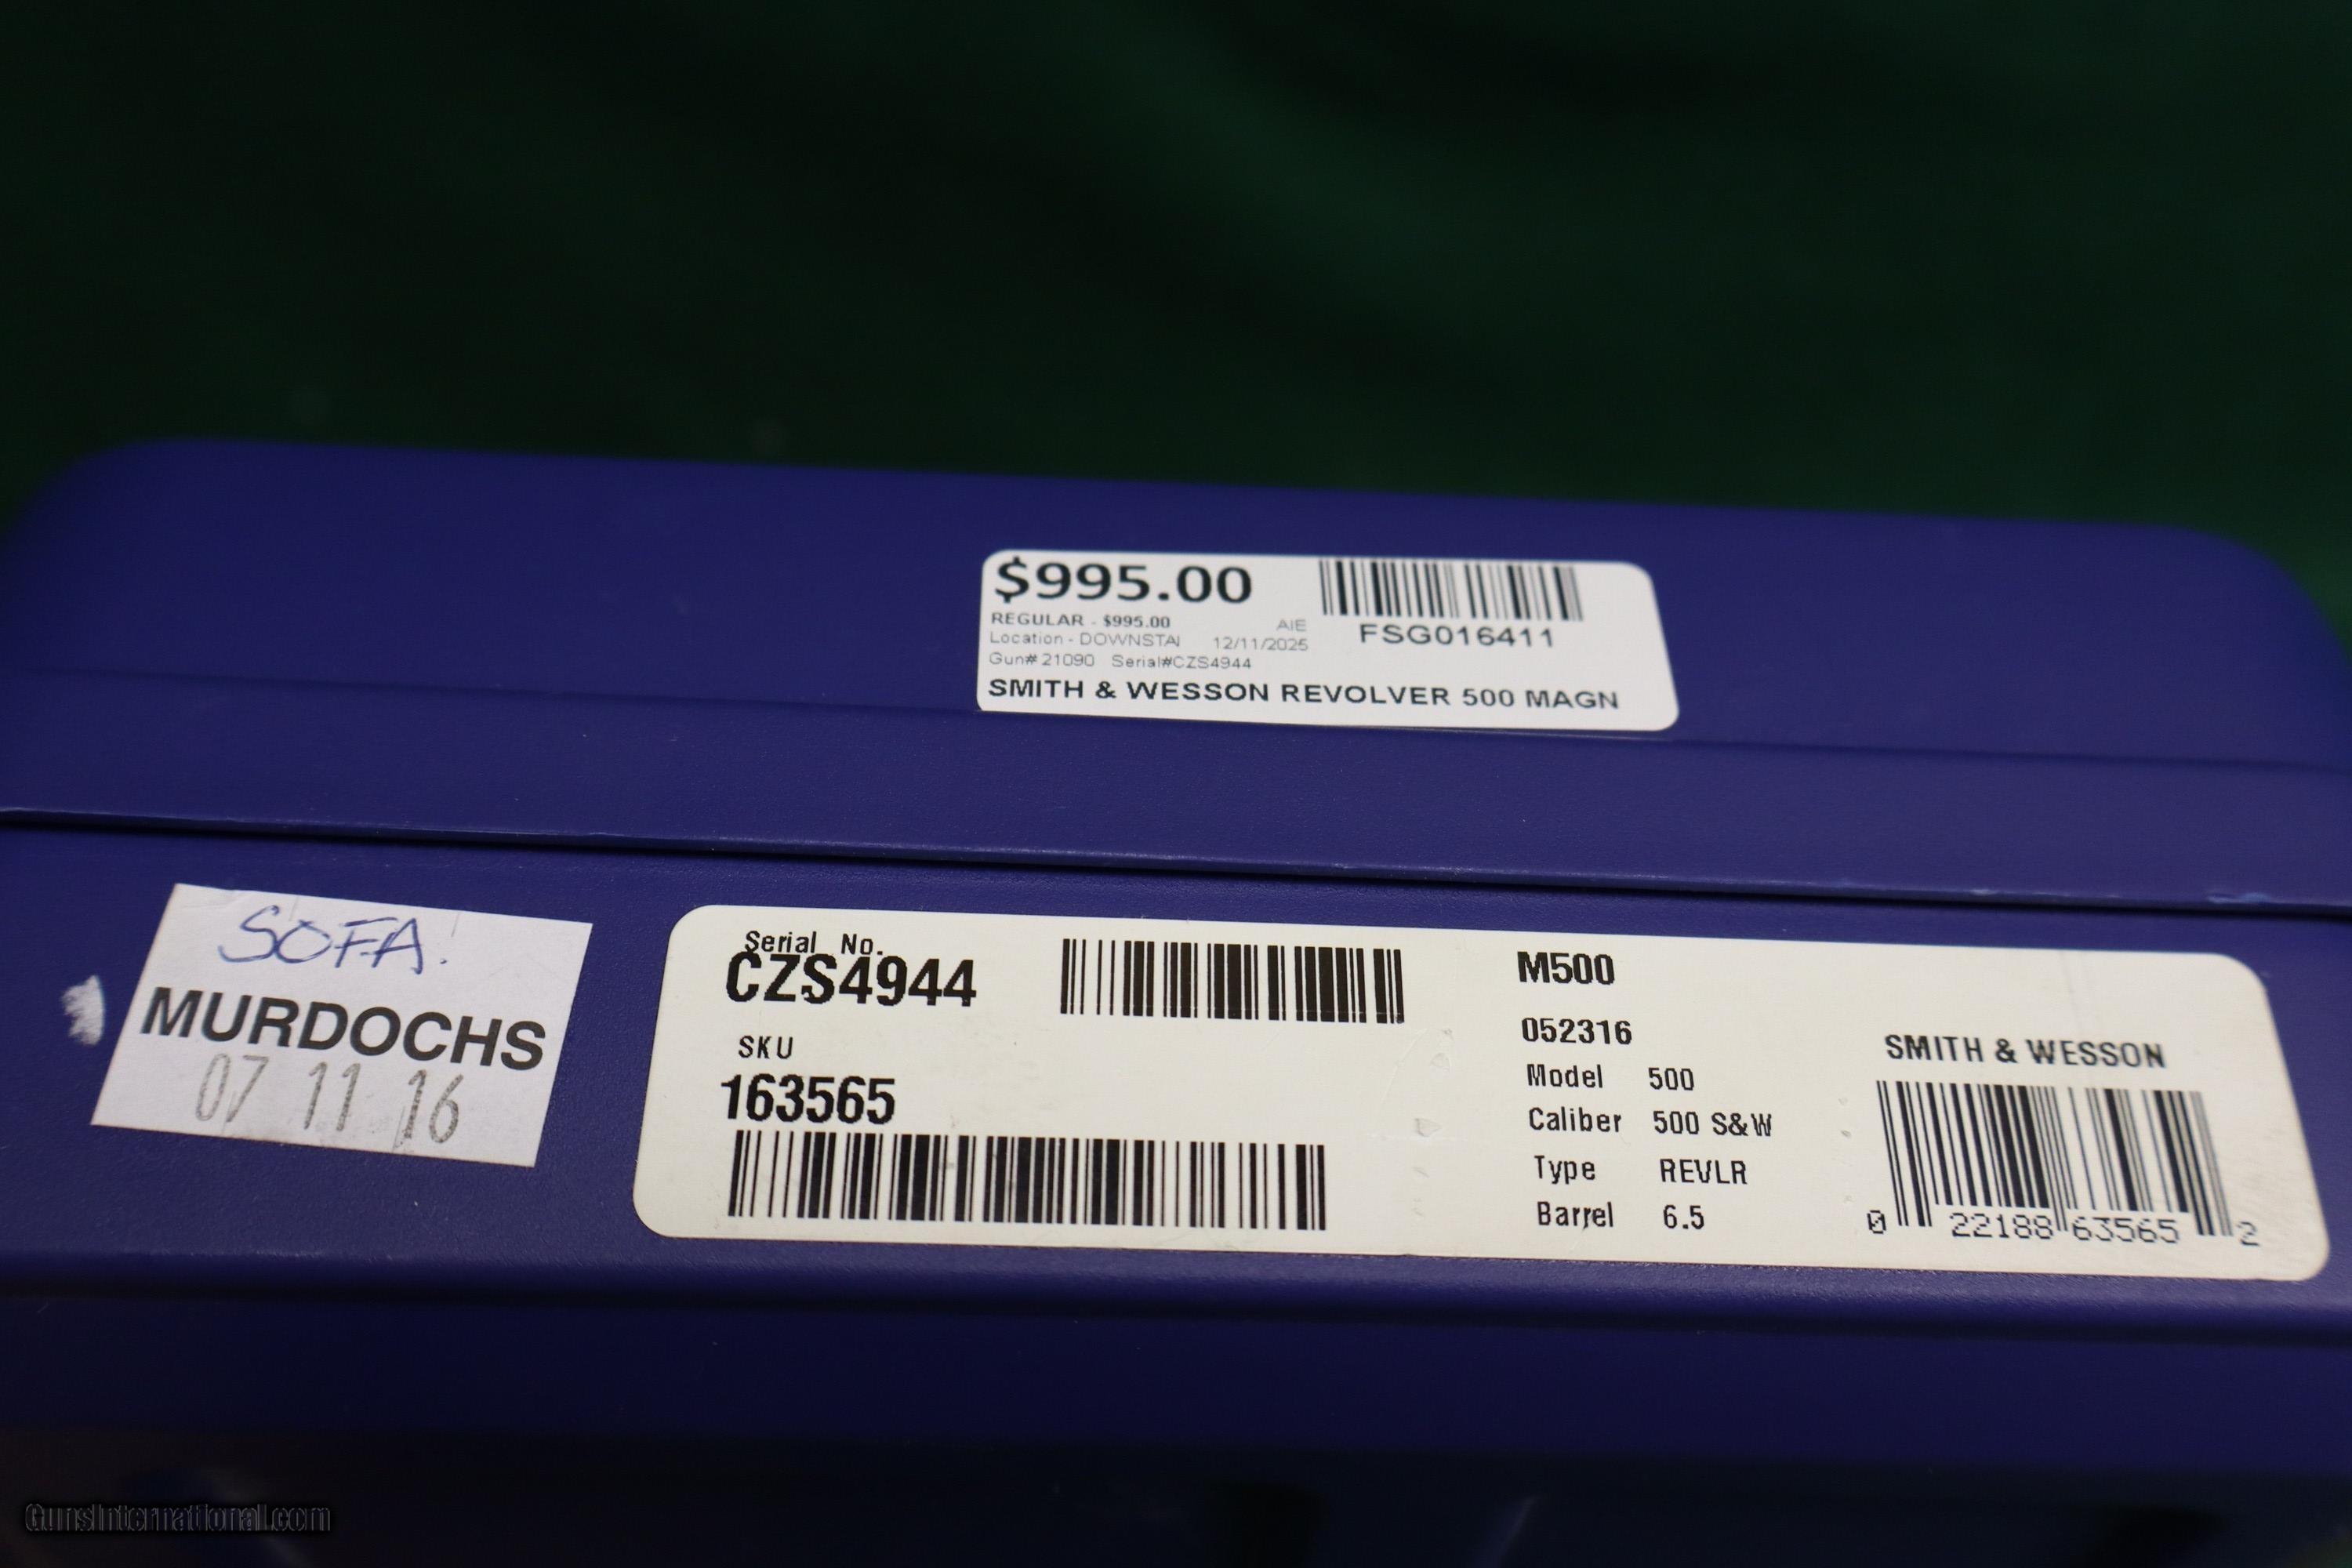 $995.00
REGULAR - $995.00 AIE
Location - DOWNSTAI 12/11/2025
Gun# 21090 Serial#CZS4944
FSG016411
SMITH & WESSON REVOLVER 500 MAGN
SOFA.
MURDOCHS
07 11 16
Serial No.
CZS4944
SKU
163565
M500
052316
Model 500
Caliber 500 S&W
Type REVLR
Barrel 6.5
SMITH & WESSON
0 22188 63565 2
GunsInternational.com